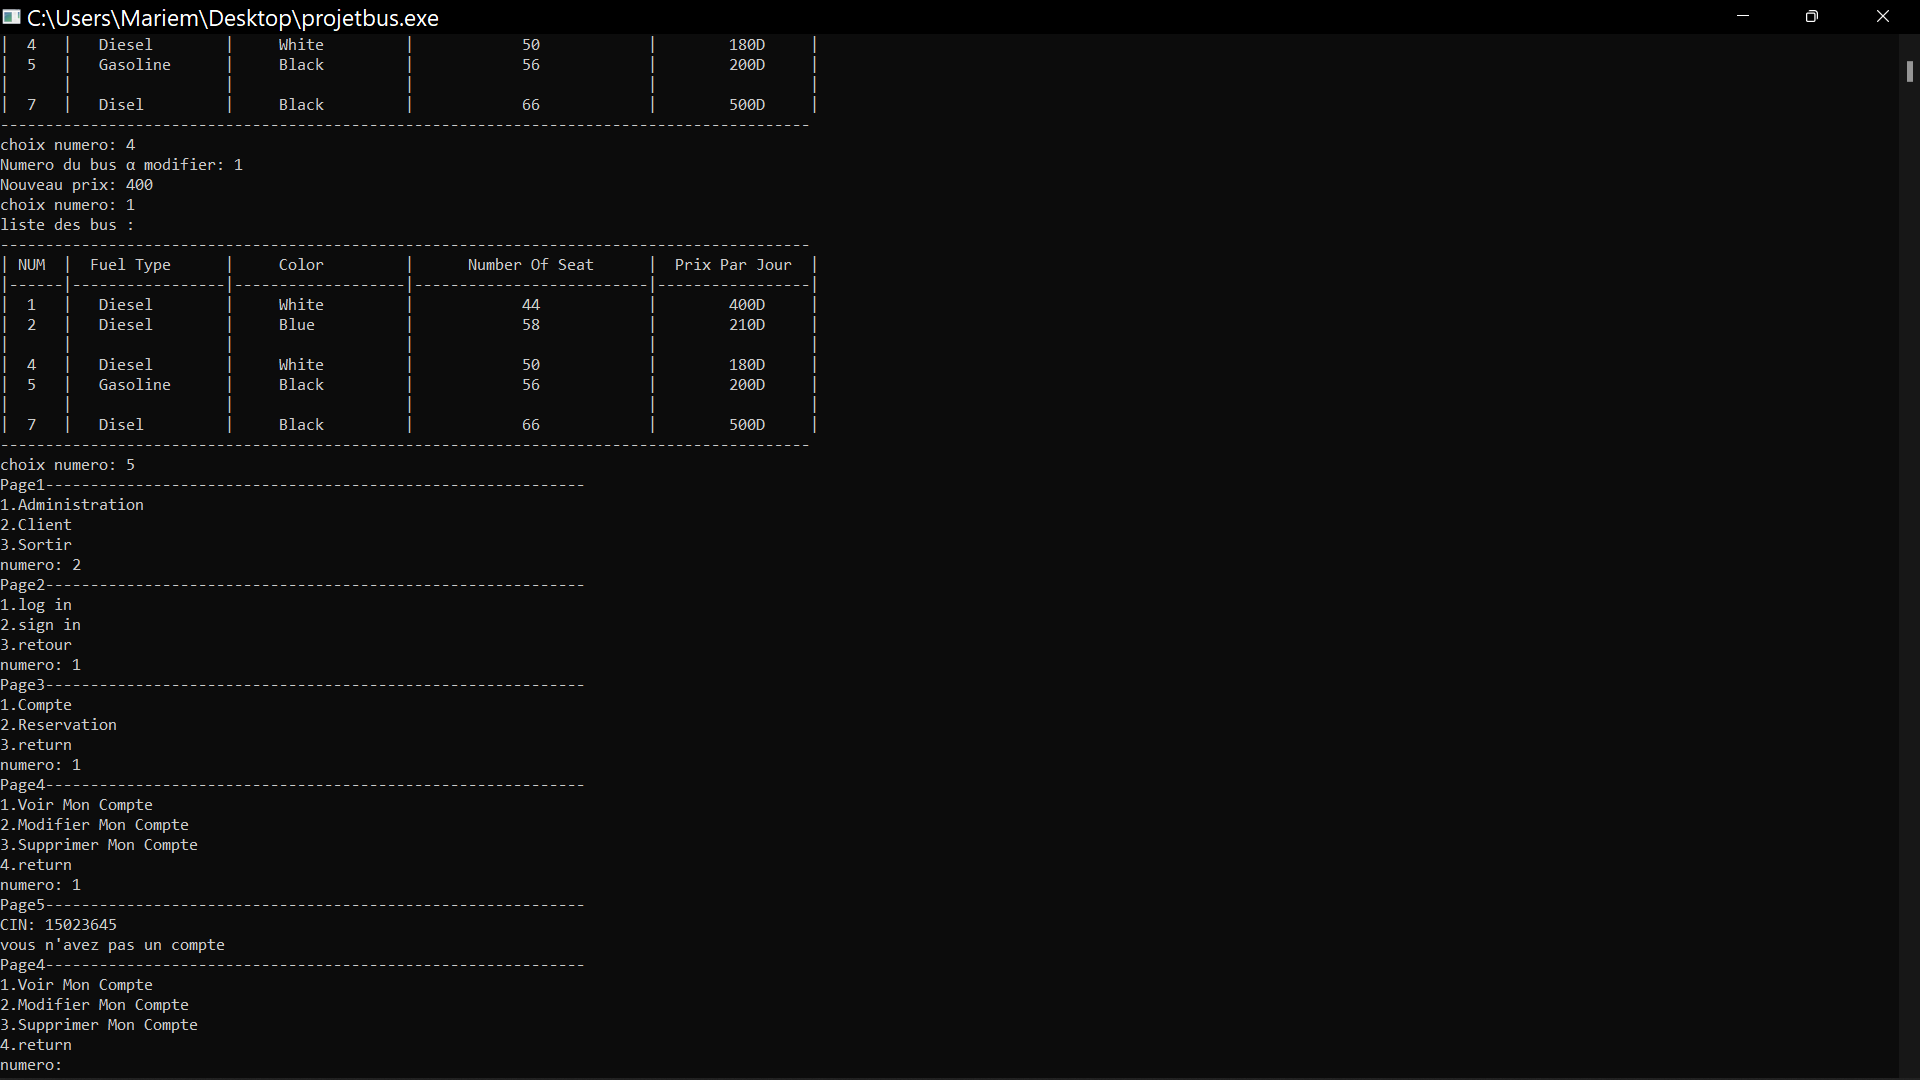 C:\Users\Mariem\Desktop\projetbus.exe
|  4   |   Diesel        |     White         |            50            |        180D     |
|  5   |   Gasoline      |     Black         |            56            |        200D     |
|      |                 |                   |                          |                 |
|  7   |   Disel         |     Black         |            66            |        500D     |
------------------------------------------------------------------------------------------
choix numero: 4
Numero du bus α modifier: 1
Nouveau prix: 400
choix numero: 1
liste des bus :
------------------------------------------------------------------------------------------
| NUM  |  Fuel Type      |     Color         |      Number Of Seat      |  Prix Par Jour  |
|------|-----------------|-------------------|--------------------------|-----------------|
|  1   |   Diesel        |     White         |            44            |        400D     |
|  2   |   Diesel        |     Blue          |            58            |        210D     |
|      |                 |                   |                          |                 |
|  4   |   Diesel        |     White         |            50            |        180D     |
|  5   |   Gasoline      |     Black         |            56            |        200D     |
|      |                 |                   |                          |                 |
|  7   |   Disel         |     Black         |            66            |        500D     |
------------------------------------------------------------------------------------------
choix numero: 5
Page1------------------------------------------------------------
1.Administration
2.Client
3.Sortir
numero: 2
Page2------------------------------------------------------------
1.log in
2.sign in
3.retour
numero: 1
Page3------------------------------------------------------------
1.Compte
2.Reservation
3.return
numero: 1
Page4------------------------------------------------------------
1.Voir Mon Compte
2.Modifier Mon Compte
3.Supprimer Mon Compte
4.return
numero: 1
Page5------------------------------------------------------------
CIN: 15023645
vous n'avez pas un compte
Page4------------------------------------------------------------
1.Voir Mon Compte
2.Modifier Mon Compte
3.Supprimer Mon Compte
4.return
numero: